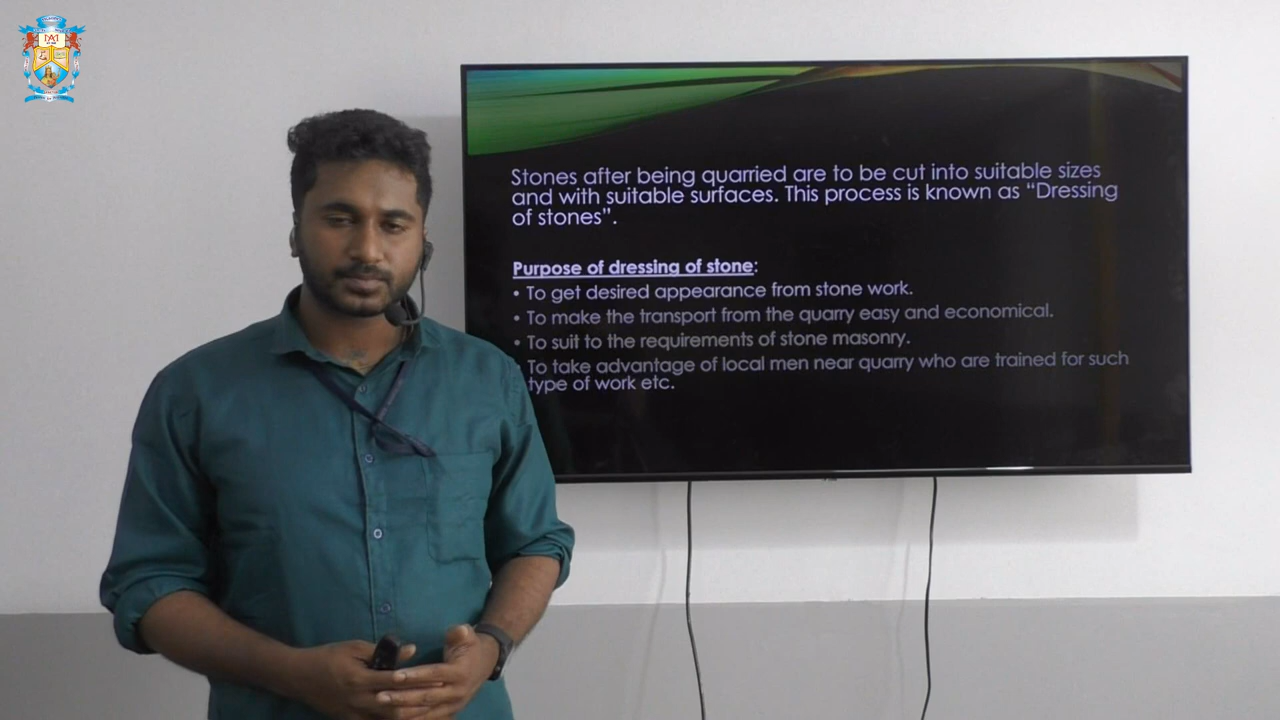 Stones after being quarried are to be cut into suitable sizes
and with suitable surfaces. This process is known as “Dressing
of stones”.
Purpose of dressing of stone:
• To get desired appearance from stone work.
• To make the transport from the quarry easy and economical.
• To suit to the requirements of stone masonry.
To take advantage of local men near quarry who are trained for such
type of work etc.